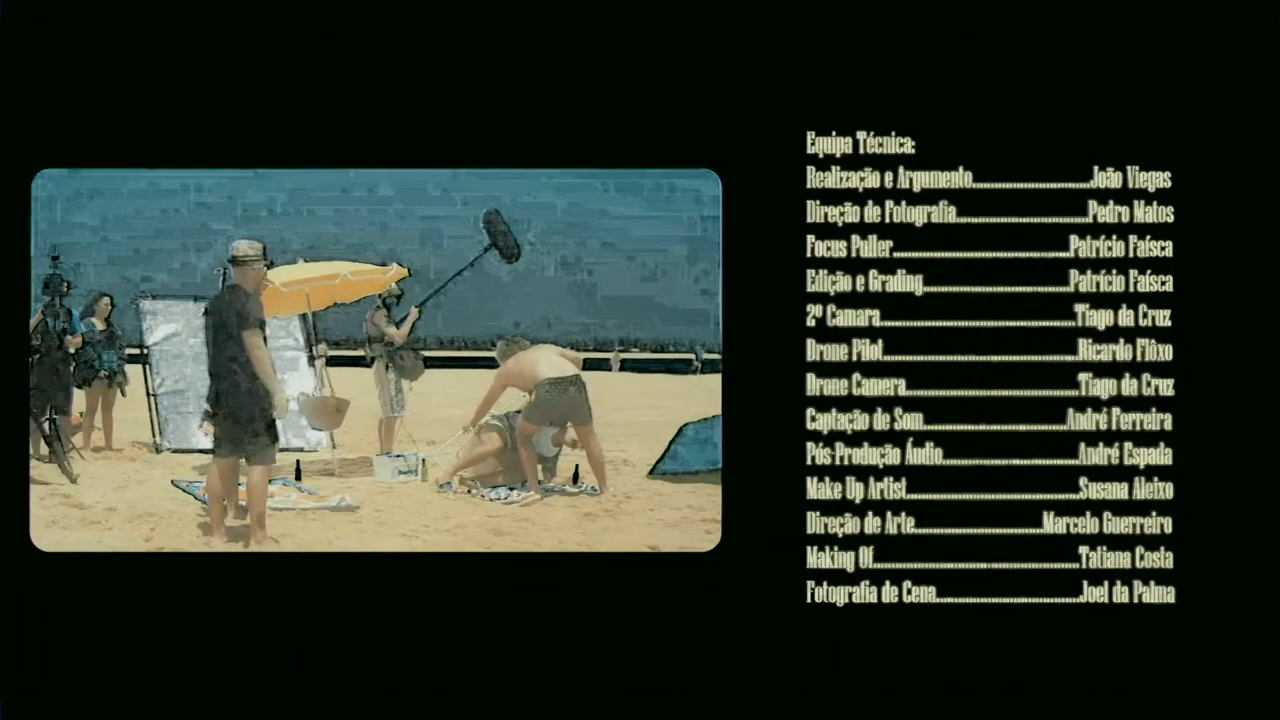 Equipa Técnica:
Realização e Argumento................................João Viegas
Direção de Fotografia....................................Pedro Matos
Focus Puller................................................Patrício Faísca
Edição e Grading........................................Patrício Faísca
2º Camara.....................................................Tiago da Cruz
Drone Pilot.....................................................Ricardo Flôxo
Drone Camera...............................................Tiago da Cruz
Captação de Som.......................................André Ferreira
Pós-Produção Áudio.....................................André Espada
Make Up Artist...............................................Susana Aleixo
Direção de Arte...................................Marcelo Guerreiro
Making Of........................................................Tatiana Costa
Fotografia de Cena.......................................Joel da Palma